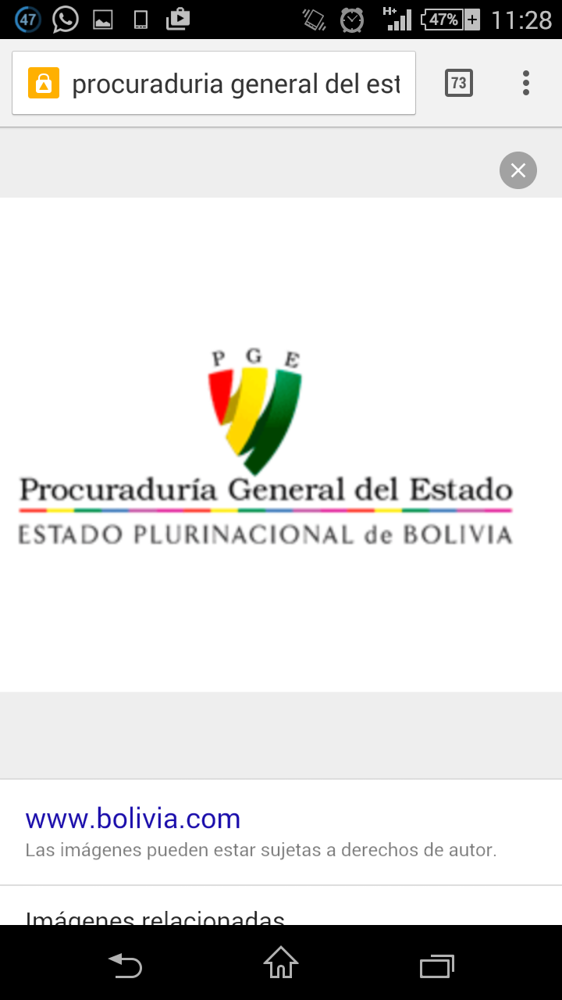 47 H+ 47% 11:28
procuraduria general del est 73
P G E
Procuraduría General del Estado
ESTADO PLURINACIONAL de BOLIVIA
www.bolivia.com
Las imágenes pueden estar sujetas a derechos de autor.
Imágenes relacionadas